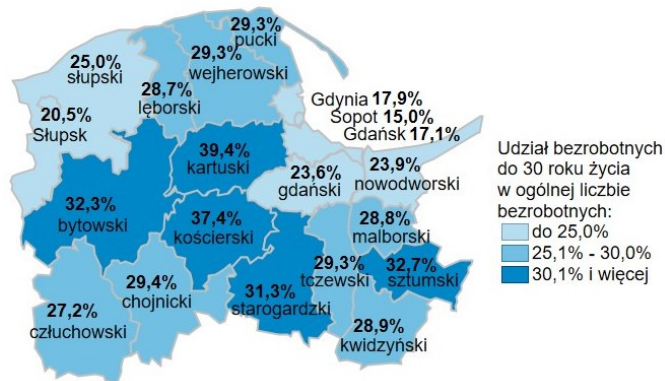 29,3%
pucki
29,3%
wejherowski
25,0%
słupski
28,7%
lęborski
20,5%
Słupsk
Gdynia 17,9%
Sopot 15,0%
Gdańsk 17,1%
39,4%
kartuski
23,6%
gdański
23,9%
nowodworski
32,3%
bytowski
37,4%
kościerski
28,8%
malborski
29,3%
tczewski
32,7%
sztumski
29,4%
chojnicki
31,3%
starogardzki
27,2%
człuchowski
28,9%
kwidzyński
Udział bezrobotnych
do 30 roku życia
w ogólnej liczbie
bezrobotnych:
do 25,0%
25,1% - 30,0%
30,1% i więcej